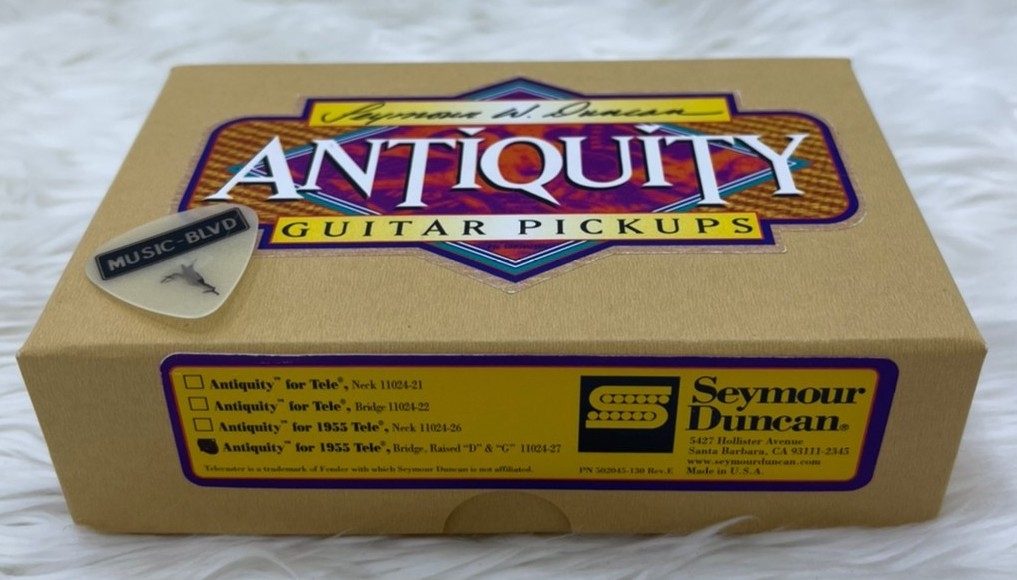 Seymour W. Duncan
ANTIQUITY
GUITAR PICKUPS
MUSIC-BLVD
Antiquity™ for Tele®, Neck 11024-21
Antiquity™ for Tele®, Bridge 11024-22
Antiquity™ for 1955 Tele®, Neck 11024-26
Antiquity™ for 1955 Tele®, Bridge, Raised "D" & "G" 11024-27
Telecaster is a trademark of Fender with which Seymour Duncan is not affiliated.
PN 502045-130 Rev.E
Seymour
Duncan®
5427 Hollister Avenue
Santa Barbara, CA 93111-2345
www.seymourduncan.com
Made in U.S.A.